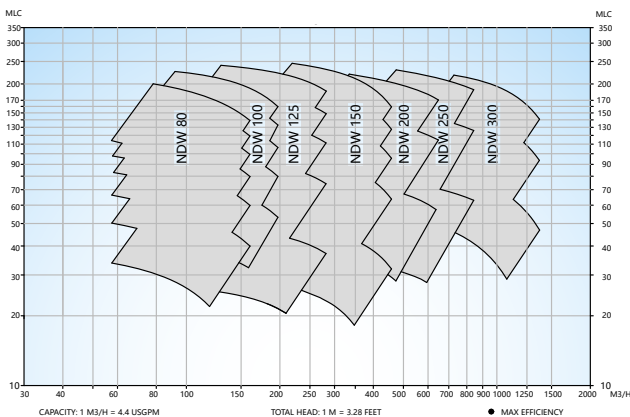 MLC
MLC
350
350
300
300
250
250
200
200
170
170
150
150
130
130
110
110
90
90
70
70
60
60
50
50
40
40
30
30
20
20
10
10
NDW 80
NDW 100
NDW 125
NDW 150
NDW 200
NDW 250
NDW 300
30 40 60 80 100 150 200 250 300 400 500 600 700 800 900 1000 1250 1500 2000 M3/H
CAPACITY: 1 M3/H = 4.4 USGPM TOTAL HEAD: 1 M = 3.28 FEET MAX EFFICIENCY